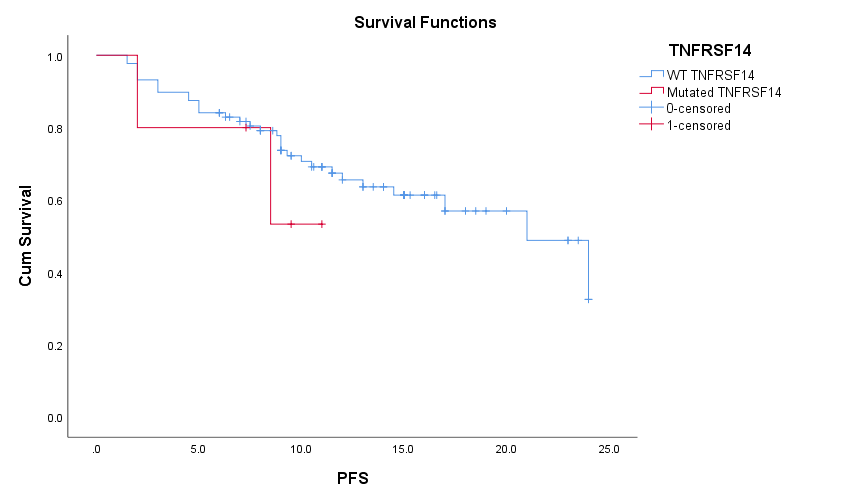 Survival Functions
TNFRSF14
WT TNFRSF14
Mutated TNFRSF14
0-censored
1-censored
Cum Survival
1.0
0.8
0.6
0.4
0.2
0.0
.0 5.0 10.0 15.0 20.0 25.0
PFS